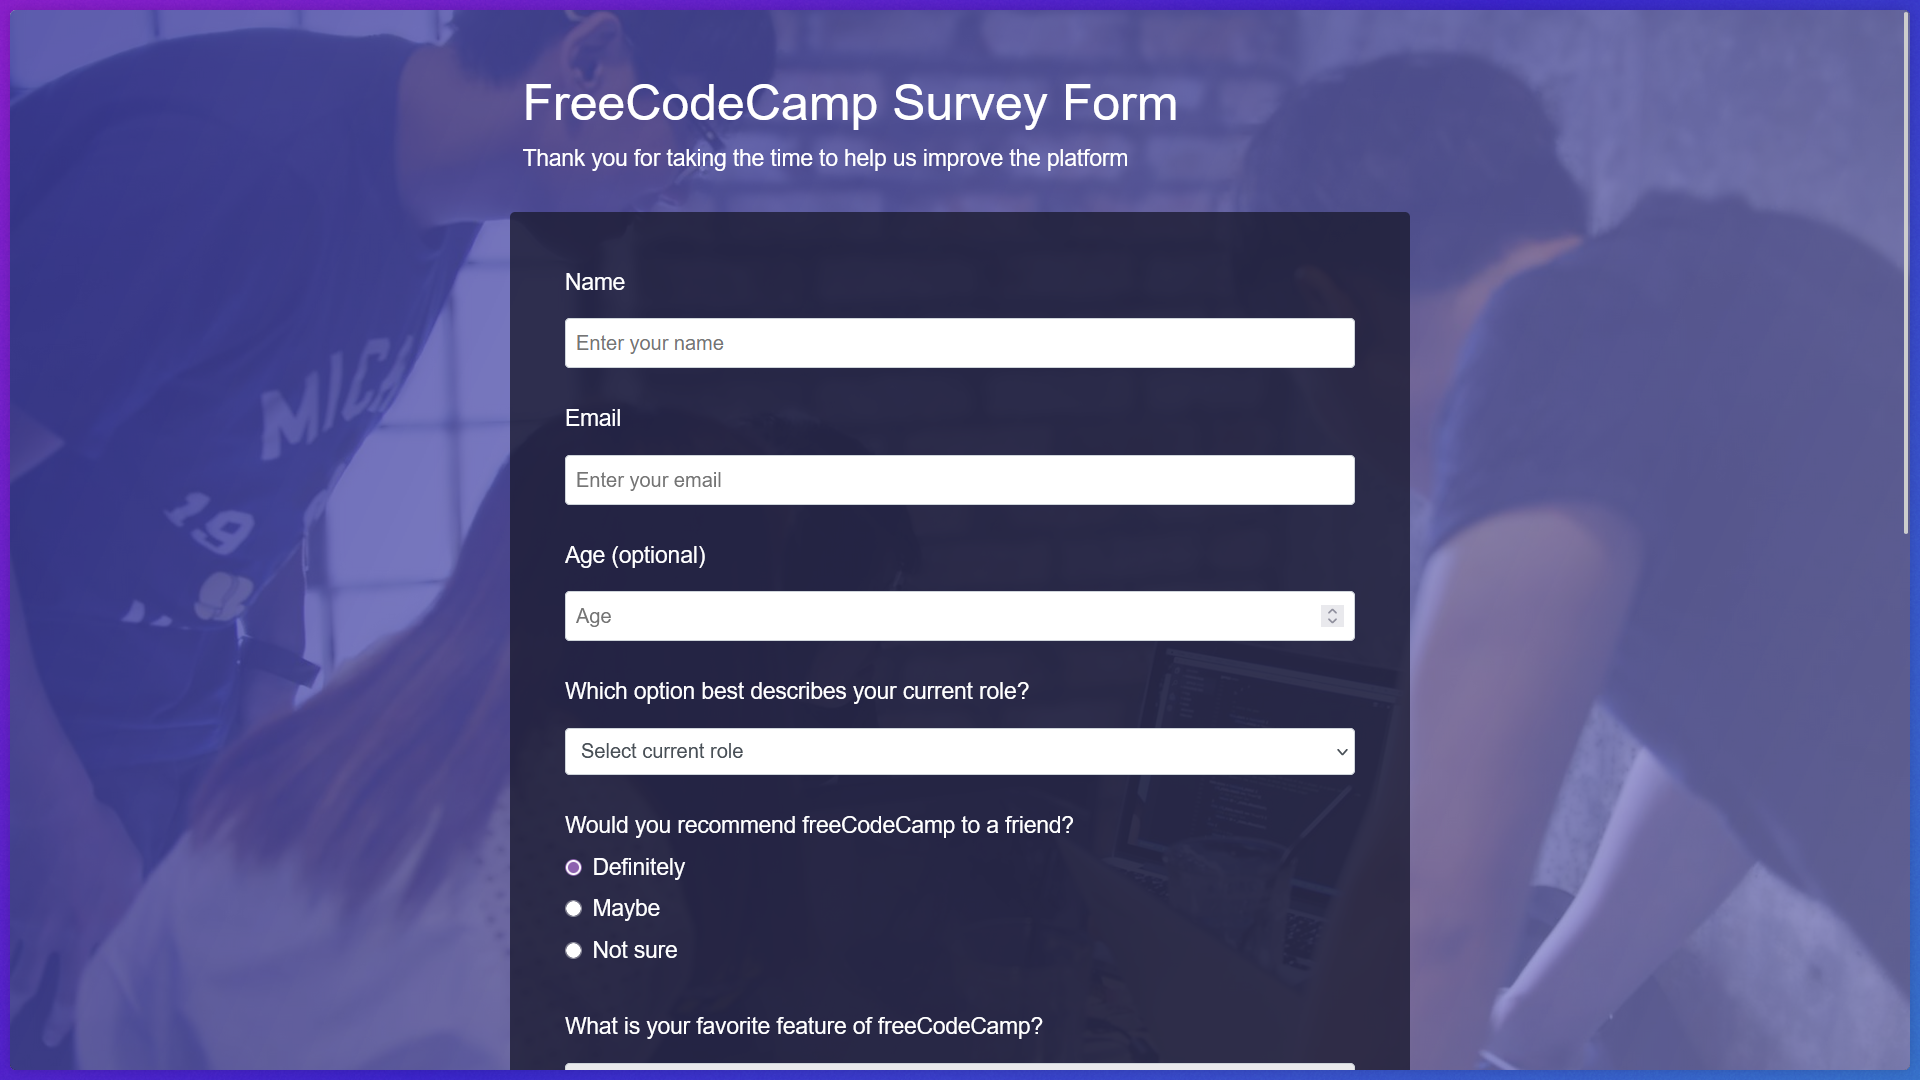 FreeCodeCamp Survey Form
Thank you for taking the time to help us improve the platform
Name
Enter your name
Email
Enter your email
Age (optional)
Age
Which option best describes your current role?
Select current role
Would you recommend freeCodeCamp to a friend?
Definitely
Maybe
Not sure
What is your favorite feature of freeCodeCamp?
MICH
19